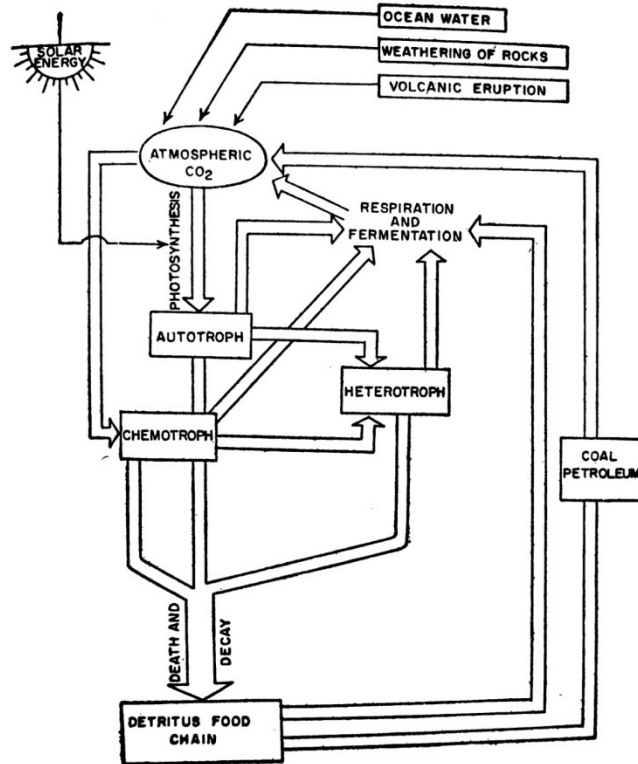 OCEAN WATER
SOLAR
ENERGY
WEATHERING OF ROCKS
VOLCANIC ERUPTION
ATMOSPHERIC
CO2
PHOTOSYNTHESIS
RESPIRATION
AND
FERMENTATION
AUTOTROPH
HETEROTROPH
CHEMOTROPH
COAL
PETROLEUM
DEATH AND
DECAY
DETRITUS FOOD
CHAIN